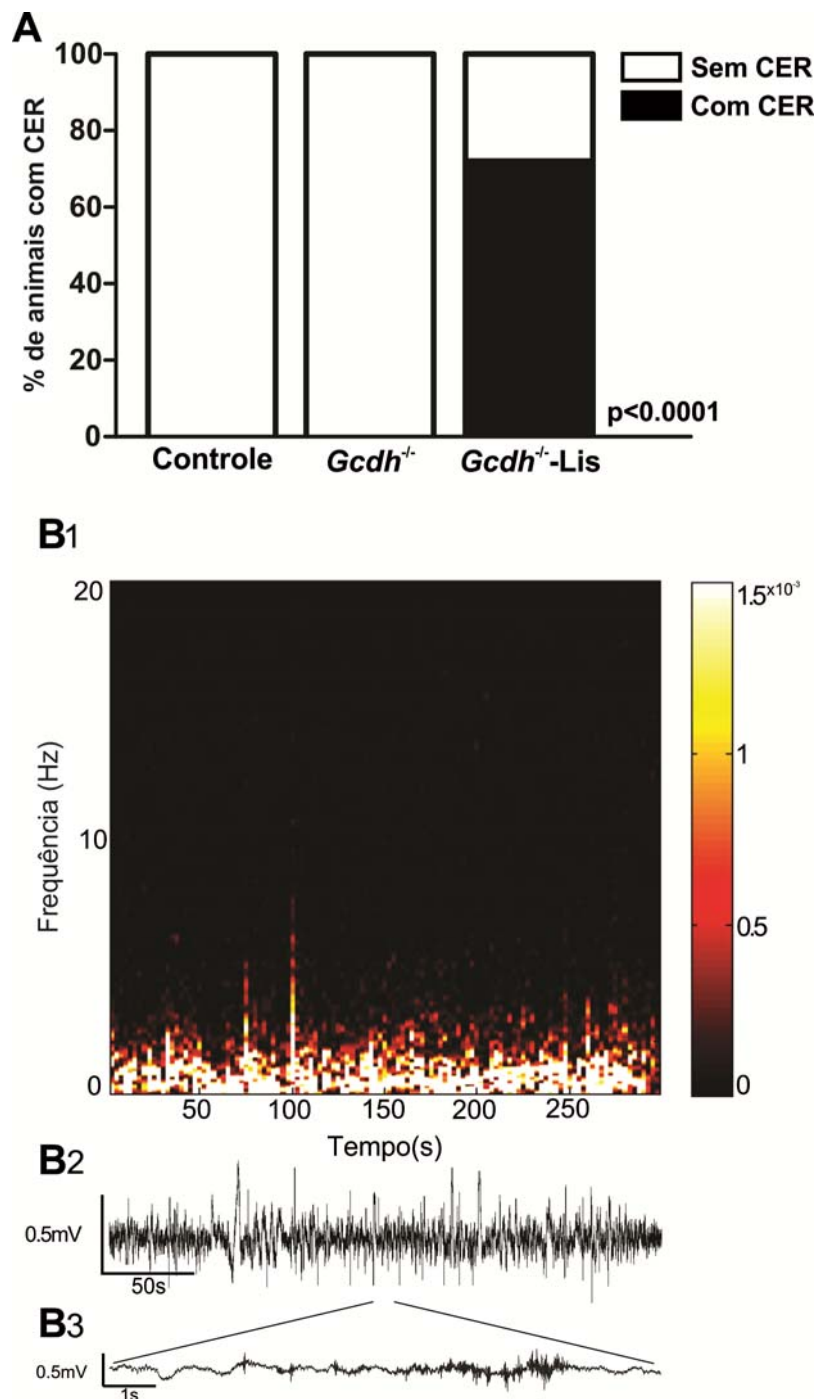 A
% de animais com CER
100
80
60
40
20
0
Sem CER
Com CER
p<0.0001
Controle
Gcdh-/-
Gcdh-/--Lis
B1
Frequência (Hz)
20
10
0
50
100
150
200
250
Tempo(s)
1.5x10-3
1
0.5
0
B2
0.5mV
50s
B3
0.5mV
1s